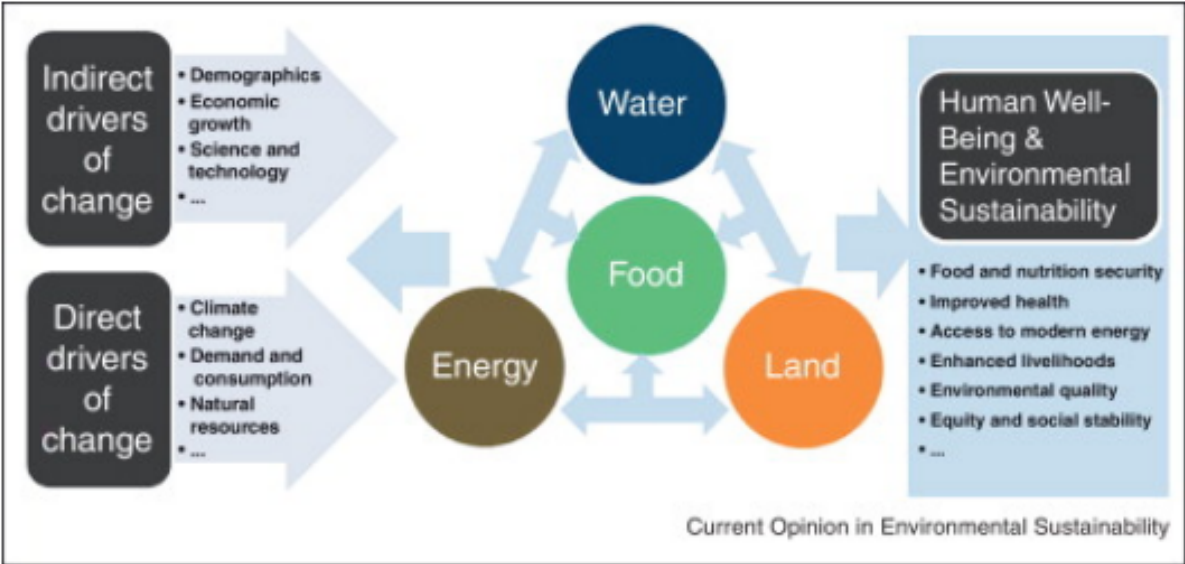 Indirect
drivers
of
change
• Demographics
• Economic
growth
• Science and
technology
• ...
Direct
drivers
of
change
• Climate
change
• Demand and
consumption
• Natural
resources
• ...
Water
Food
Energy
Land
Human Well-
Being &
Environmental
Sustainability
• Food and nutrition security
• Improved health
• Access to modern energy
• Enhanced livelihoods
• Environmental quality
• Equity and social stability
• ...
Current Opinion in Environmental Sustainability